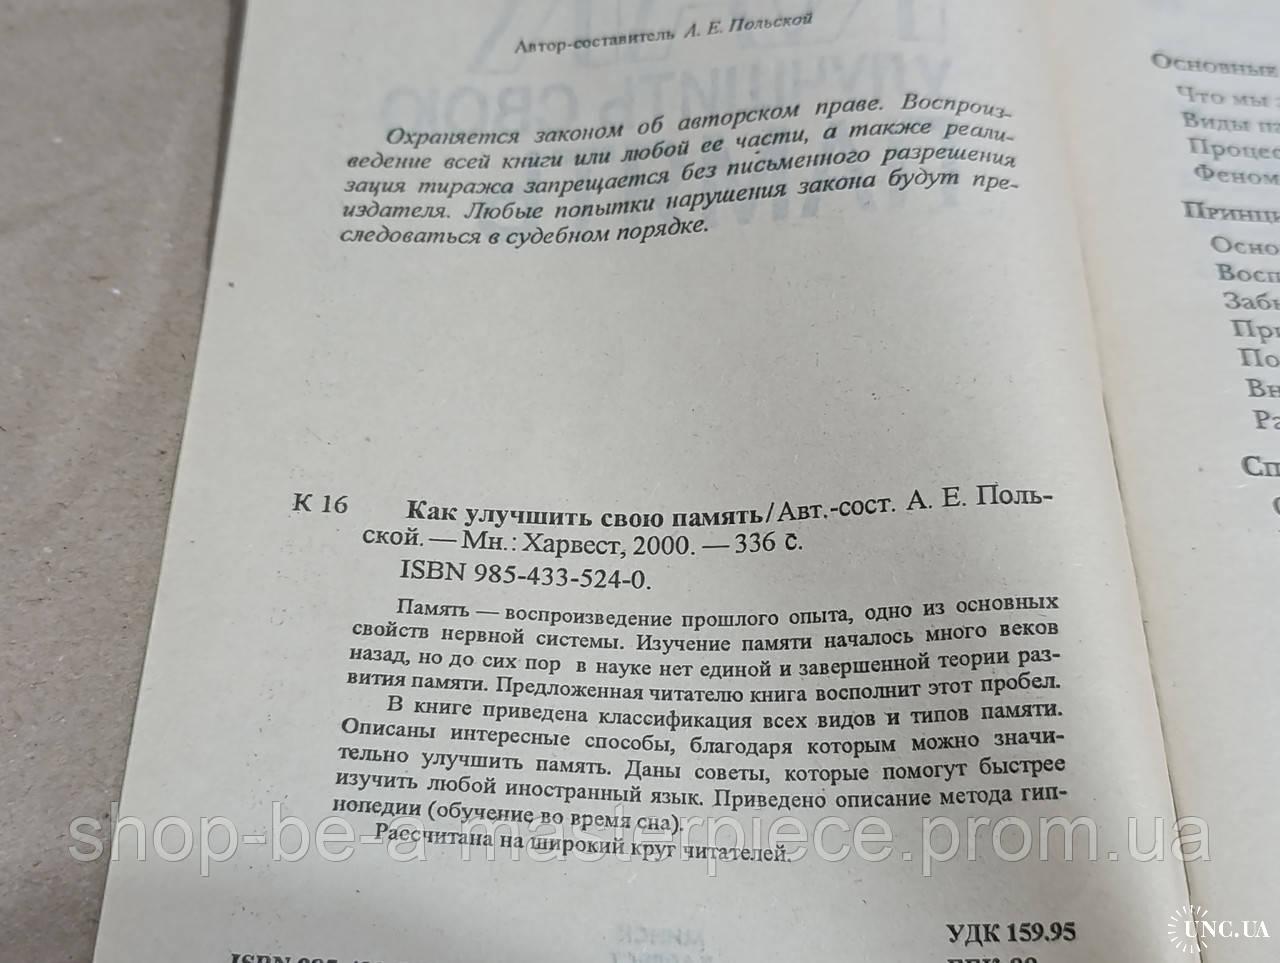 Автор-составитель А. Е. Польской
Охраняется законом об авторском праве. Воспроиз-
ведение всей книги или любой ее части, а также реали-
зация тиража запрещается без письменного разрешения
издателя. Любые попытки нарушения закона будут пре-
следоваться в судебном порядке.
К 16
Как улучшить свою память/Авт.-сост. А. Е. Поль-
ской. — Мн.: Харвест, 2000. — 336 с.
ISBN 985-433-524-0.
Память — воспроизведение прошлого опыта, одно из основных
свойств нервной системы. Изучение памяти началось много веков
назад, но до сих пор в науке нет единой и завершенной теории раз-
вития памяти. Предложенная читателю книга восполнит этот пробел.
В книге приведена классификация всех видов и типов памяти.
Описаны интересные способы, благодаря которым можно значи-
тельно улучшить память. Даны советы, которые помогут быстрее
изучить любой иностранный язык. Приведено описание метода гип-
нопедии (обучение во время сна).
Рассчитана на широкий круг читателей.
УДК 159.95
Основные
Что мы
Виды
Процес
Феном
Принци
Осно
Восп
Забы
При
По
Вн
Ра
Сп
shop-be-a-masterpiece.prom.ua
UNC.UA